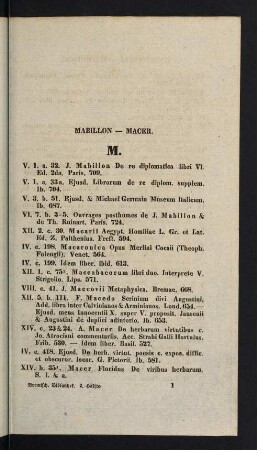 MABILLON — MACER.
M.
V. 1. a. 32. J. Mabillon De re diplomatica libri VI.
Ed. 2da, Paris, 709.
V. 1. a. 33a. Ejusd. Librorum de re diplom. supplem.
Ib. 704.
V. 3. b. 51. Ejusd. & Michael Germain Museum Italicum.
Ib. 687.
VI. 7. b. 3-5. Ouvrages posthumes de J. Mabillon &
de Th. Ruinart. Paris. 724.
XII. 2. c. 30. Macarii Aegypt. Homiliae L. Gr. et Lat.
Ed. Z. Palthenius. Frcft. 594.
IV. c. 198. Macaronica Opus Merlini Cocaii (Theoph.
Folengii). Venet. 564.
IV. c. 199. Idem liber. Ibid. 613.
XII. 1. c. 75a. Maccabaeorum libri duo. Interprete V.
Strigelio. Lips. 571.
VIII. c. 41. J. Maccovii Metaphysica. Bremae, 668.
XII. 5. b. 111. F. Macedo Serinium divi Augustini,
Add. libra inter Calvinianos & Arminianos. Lond. 654.—
Ejusd. mens Innocentii X. super V. proposit. Jansenii
& Augustini de duplici adiutorio. Ib. 653.
XIV. c. 23 & 24. A. Macer De herbarum virtutibus c.
Jo. Atrociani commentariis. Acc. Strabi Galli Hortulus.
Frib. 530. — Idem liber. Basil. 527.
IV. c. 418. Ejusd. De herb. virtut. poesis c. expos. diffic.
et obscuror. locor. G. Pictorii. Ib. 581.
XIV. b. 35a. Macer Floridus De viribus herbarum.
S. l. & a.
1